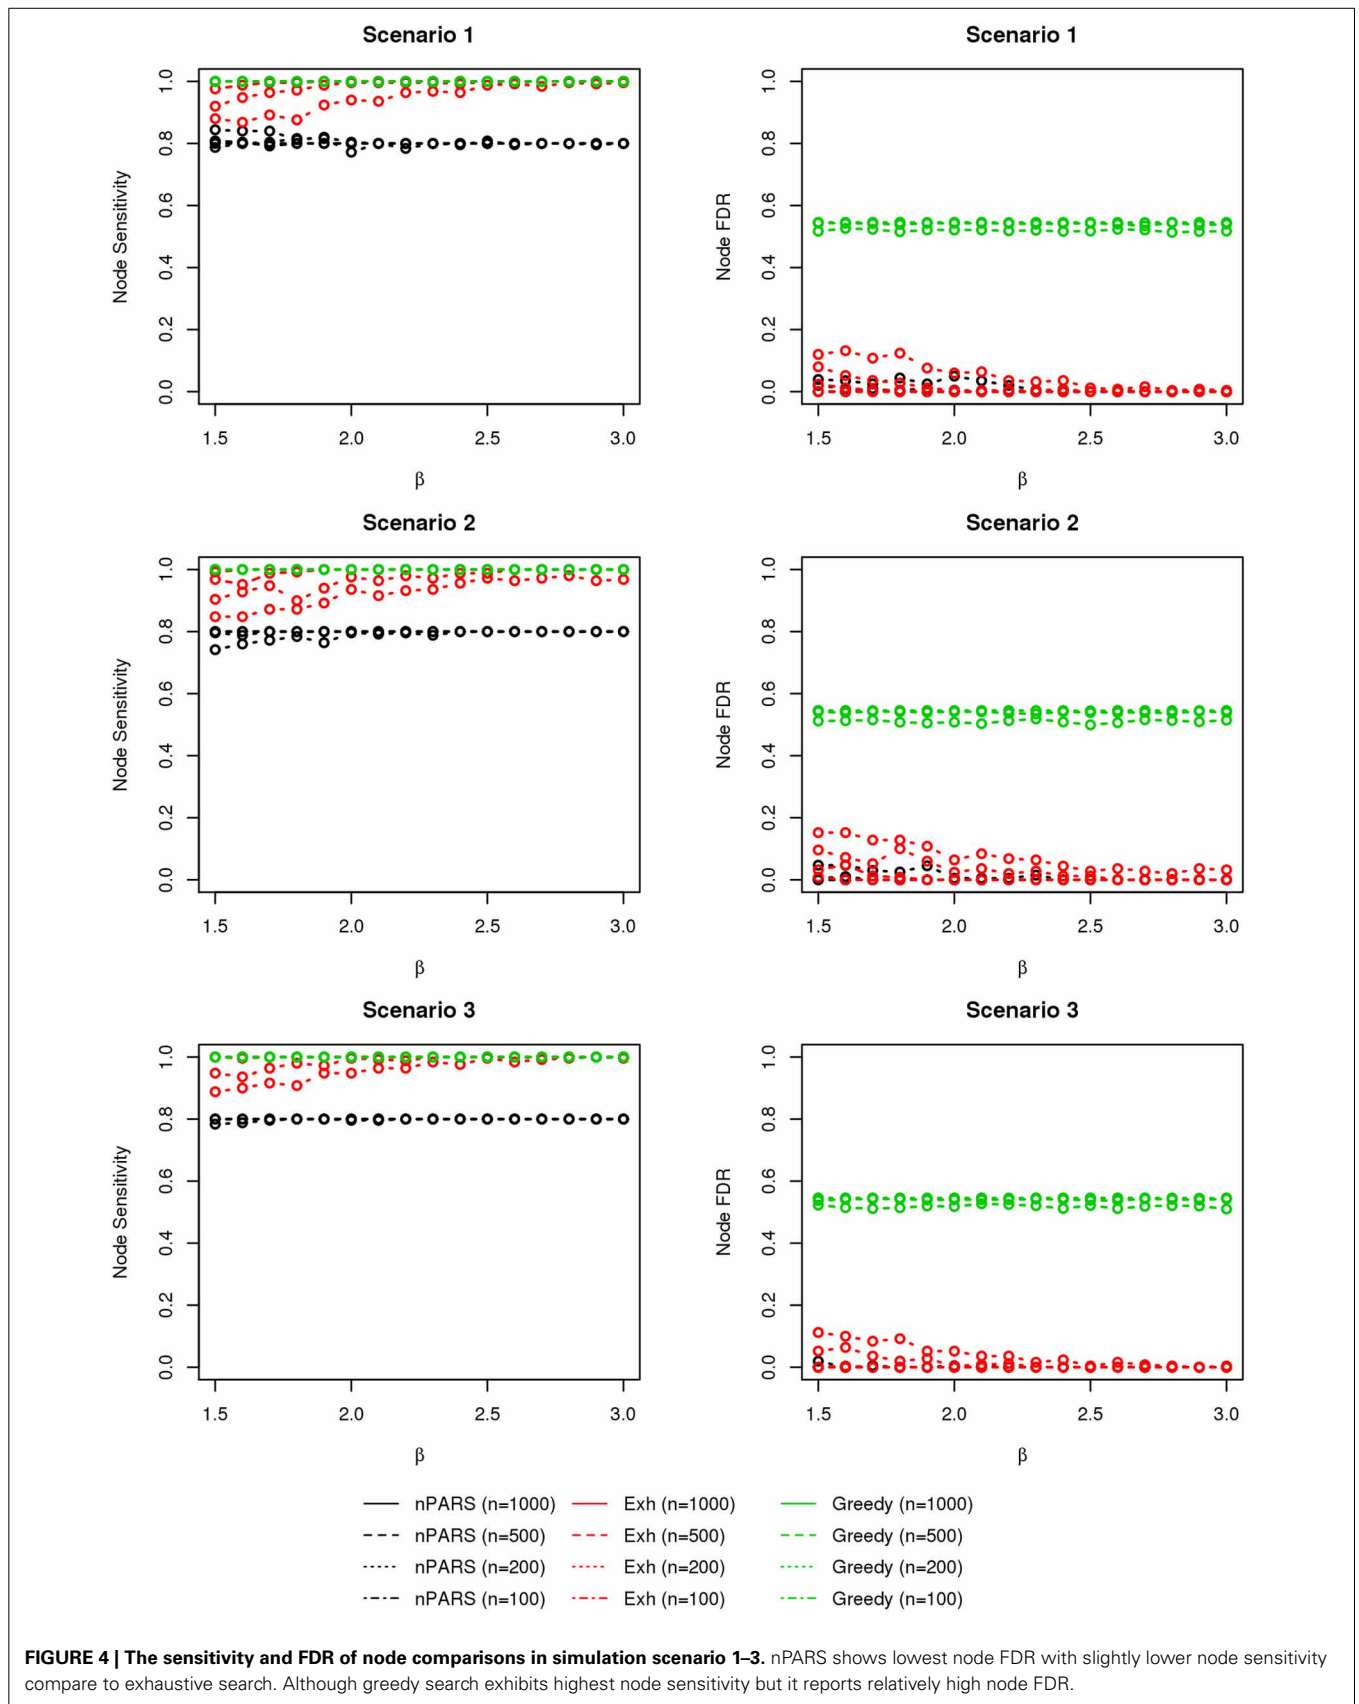 Scenario 1
Node Sensitivity
0.0 0.2 0.4 0.6 0.8 1.0
1.5 2.0 2.5 3.0
β
Scenario 1
Node FDR
0.0 0.2 0.4 0.6 0.8 1.0
1.5 2.0 2.5 3.0
β
Scenario 2
Node Sensitivity
0.0 0.2 0.4 0.6 0.8 1.0
1.5 2.0 2.5 3.0
β
Scenario 2
Node FDR
0.0 0.2 0.4 0.6 0.8 1.0
1.5 2.0 2.5 3.0
β
Scenario 3
Node Sensitivity
0.0 0.2 0.4 0.6 0.8 1.0
1.5 2.0 2.5 3.0
β
Scenario 3
Node FDR
0.0 0.2 0.4 0.6 0.8 1.0
1.5 2.0 2.5 3.0
β
nPARS (n=1000) Exh (n=1000) Greedy (n=1000)
nPARS (n=500) Exh (n=500) Greedy (n=500)
nPARS (n=200) Exh (n=200) Greedy (n=200)
nPARS (n=100) Exh (n=100) Greedy (n=100)
FIGURE 4 | The sensitivity and FDR of node comparisons in simulation scenario 1–3. nPARS shows lowest node FDR with slightly lower node sensitivity
compare to exhaustive search. Although greedy search exhibits highest node sensitivity but it reports relatively high node FDR.